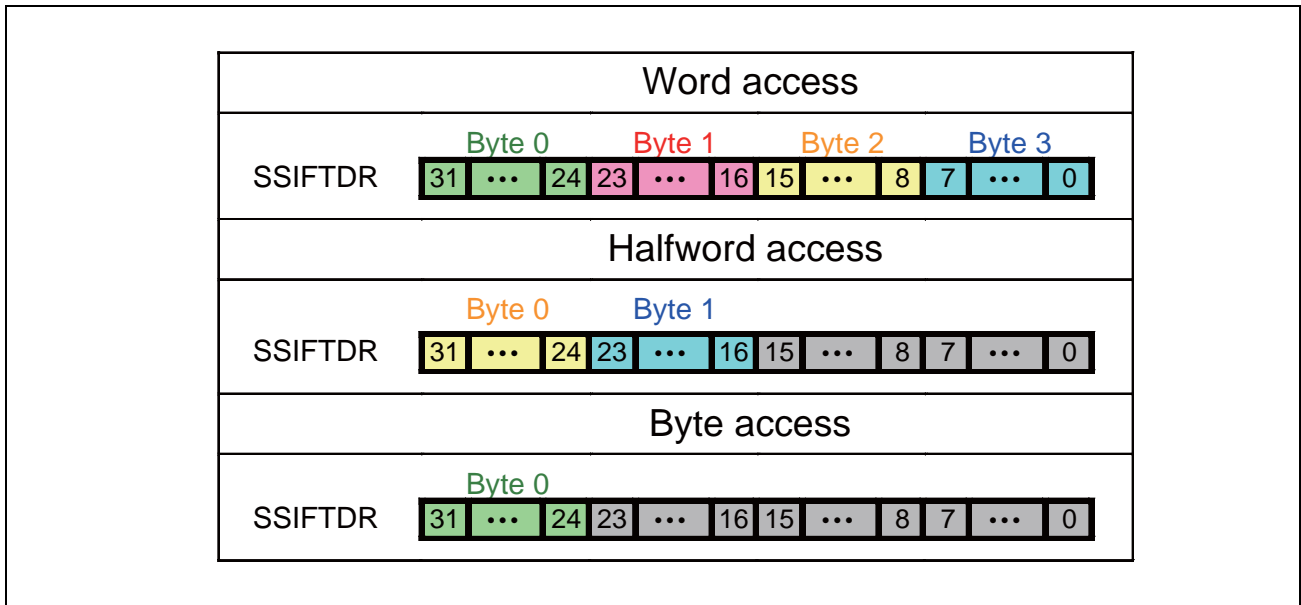 Word access
Byte 0 Byte 1 Byte 2 Byte 3
SSIFTDR 31 ••• 24 23 ••• 16 15 ••• 8 7 ••• 0
Halfword access
Byte 0 Byte 1
SSIFTDR 31 ••• 24 23 ••• 16 15 ••• 8 7 ••• 0
Byte access
Byte 0
SSIFTDR 31 ••• 24 23 ••• 16 15 ••• 8 7 ••• 0